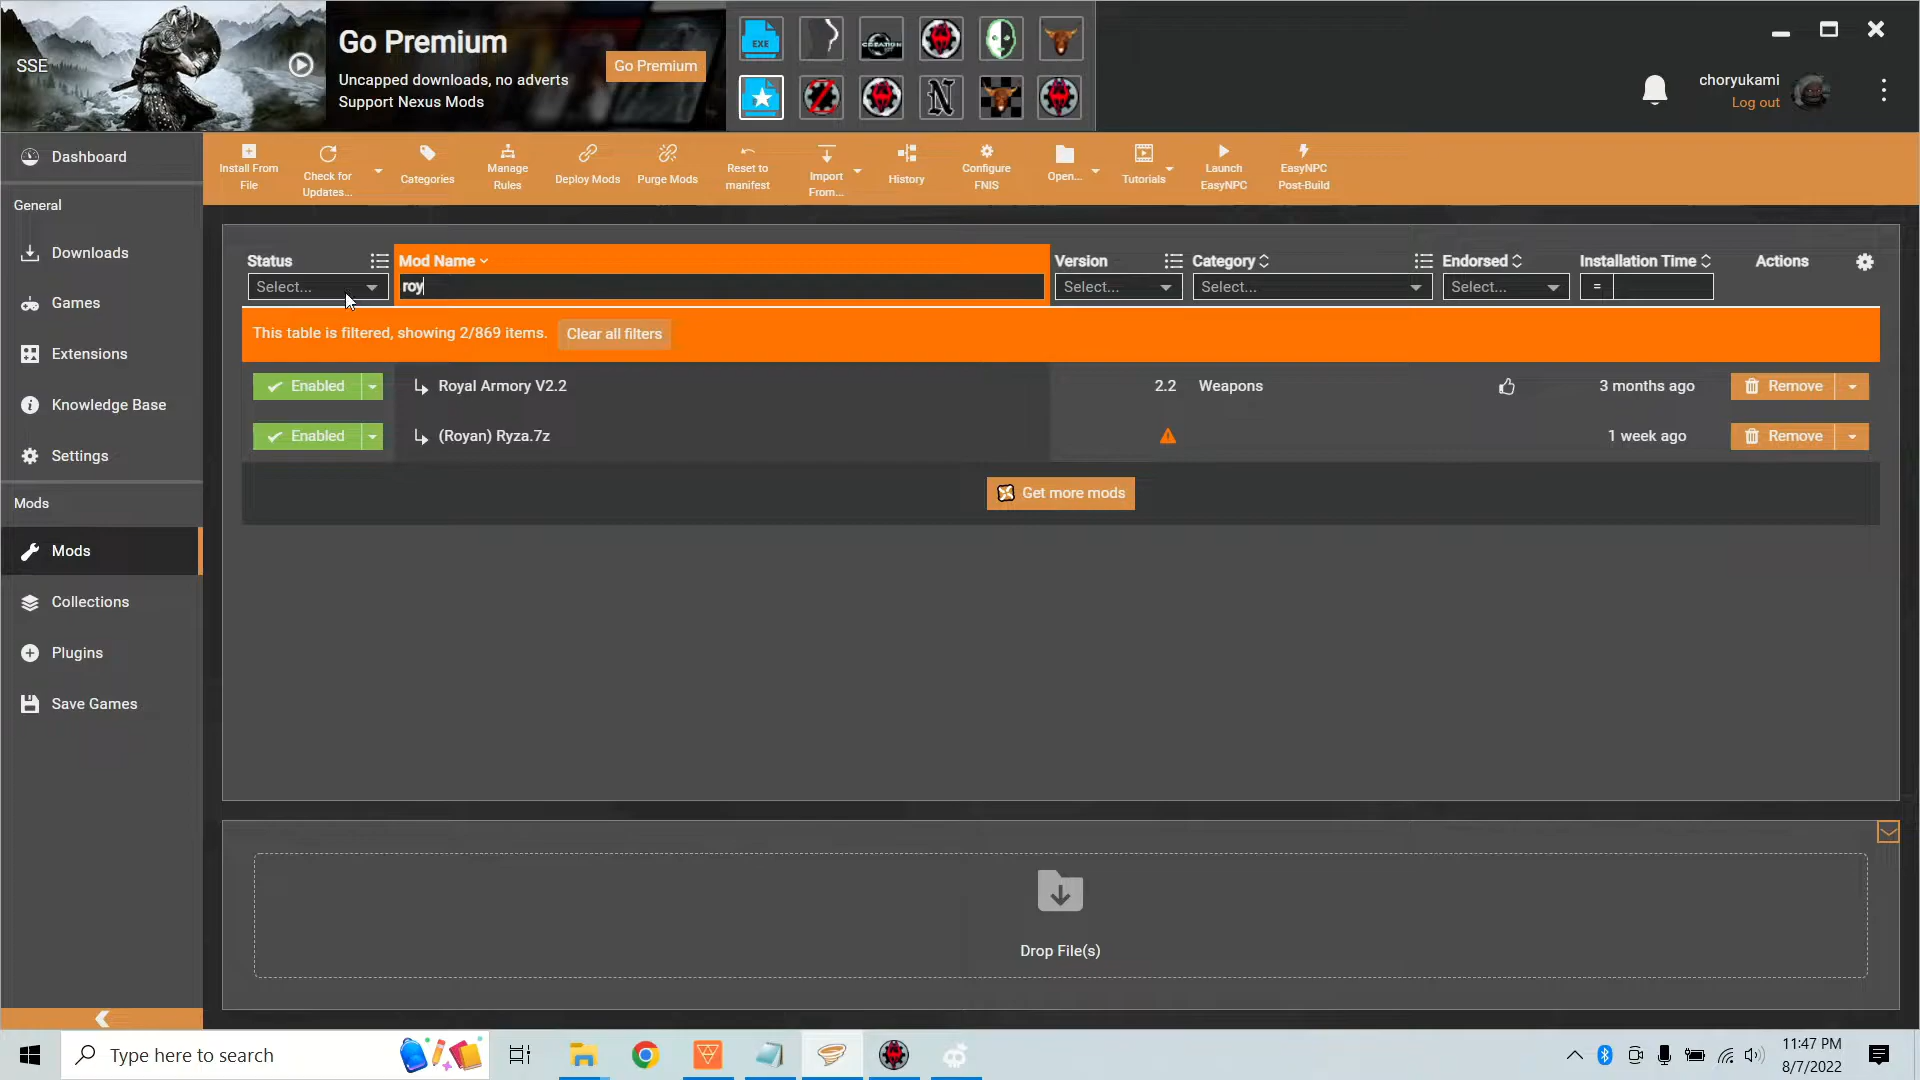 SSE
Go Premium
Uncapped downloads, no adverts
Support Nexus Mods
Go Premium
EXE
CREATION
choryukami
Log out
Dashboard
General
Downloads
Games
Extensions
Knowledge Base
Settings
Mods
Mods
Collections
Plugins
Save Games
Install From
File
Check for
Updates...
Categories
Manage
Rules
Deploy Mods
Purge Mods
Reset to
manifest
Import
From...
History
Configure
FNIS
Open...
Tutorials
Launch
EasyNPC
EasyNPC
Post-Build
Status
Mod Name
Version
Category
Endorsed
Installation Time
Actions
Select...
roy
Select...
Select...
Select...
=
This table is filtered, showing 2/869 items.
Clear all filters
Enabled
Royal Armory V2.2
2.2
Weapons
3 months ago
Remove
Enabled
(Royan) Ryza.7z
1 week ago
Remove
Get more mods
Drop File(s)
Type here to search
11:47 PM
8/7/2022